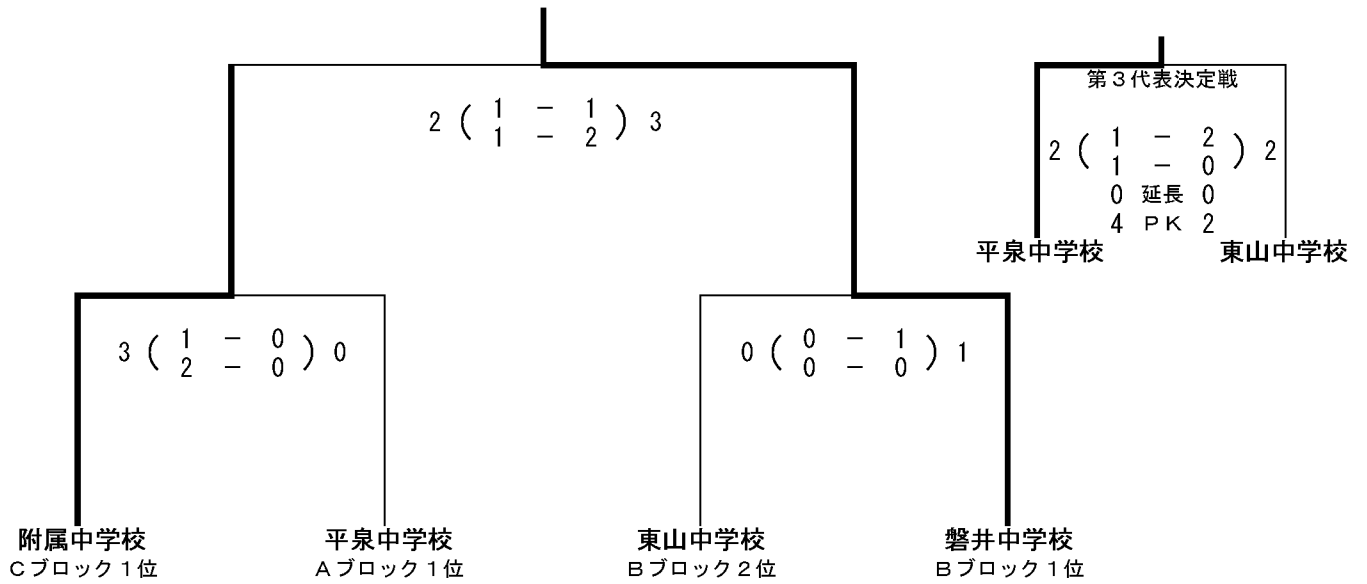 第３代表決定戦
2 ( 1 － 1 ) 3
1 － 2
2 ( 1 － 2 ) 2
1 － 0
0 延長 0
4 ＰＫ 2
平泉中学校 東山中学校
3 ( 1 － 0 ) 0
2 － 0
0 ( 0 － 1 ) 1
0 － 0
附属中学校 平泉中学校 東山中学校 磐井中学校
Ｃブロック１位 Ａブロック１位 Ｂブロック２位 Ｂブロック１位